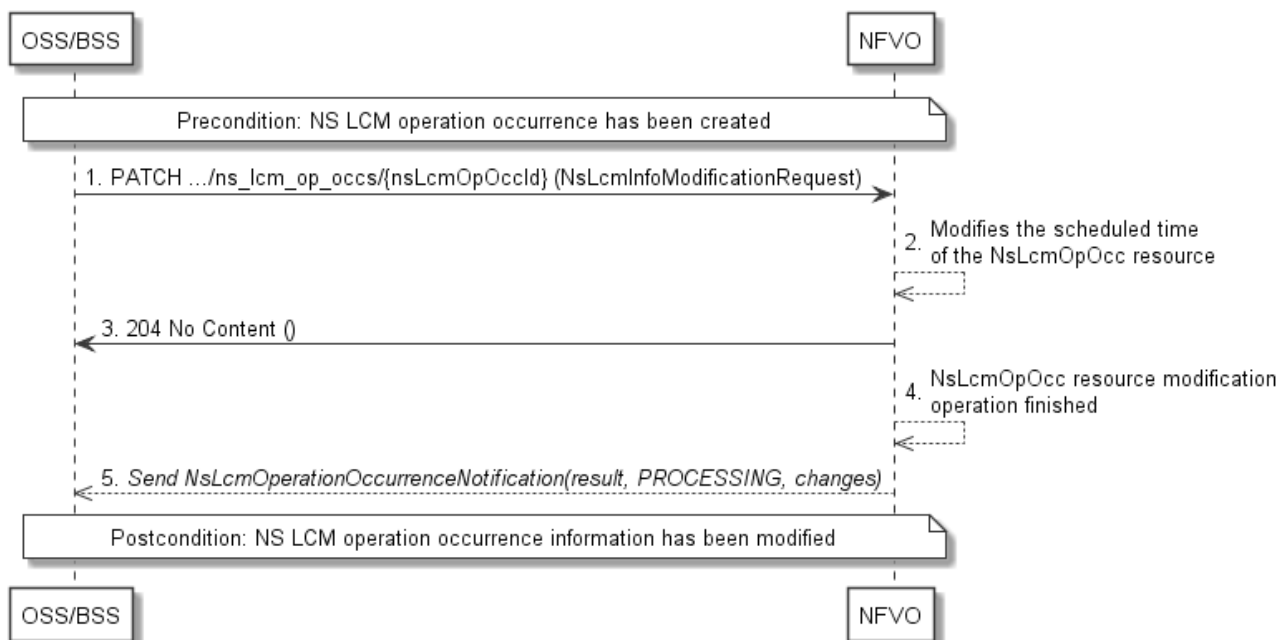 OSS/BSS
NFVO
Precondition: NS LCM operation occurrence has been created
1. PATCH .../ns_lcm_op_occs/{nsLcmOpOccId} (NsLcmInfoModificationRequest)
2. Modifies the scheduled time
of the NsLcmOpOcc resource
3. 204 No Content ()
4. NsLcmOpOcc resource modification
operation finished
5. Send NsLcmOperationOccurrenceNotification(result, PROCESSING, changes)
Postcondition: NS LCM operation occurrence information has been modified
OSS/BSS
NFVO